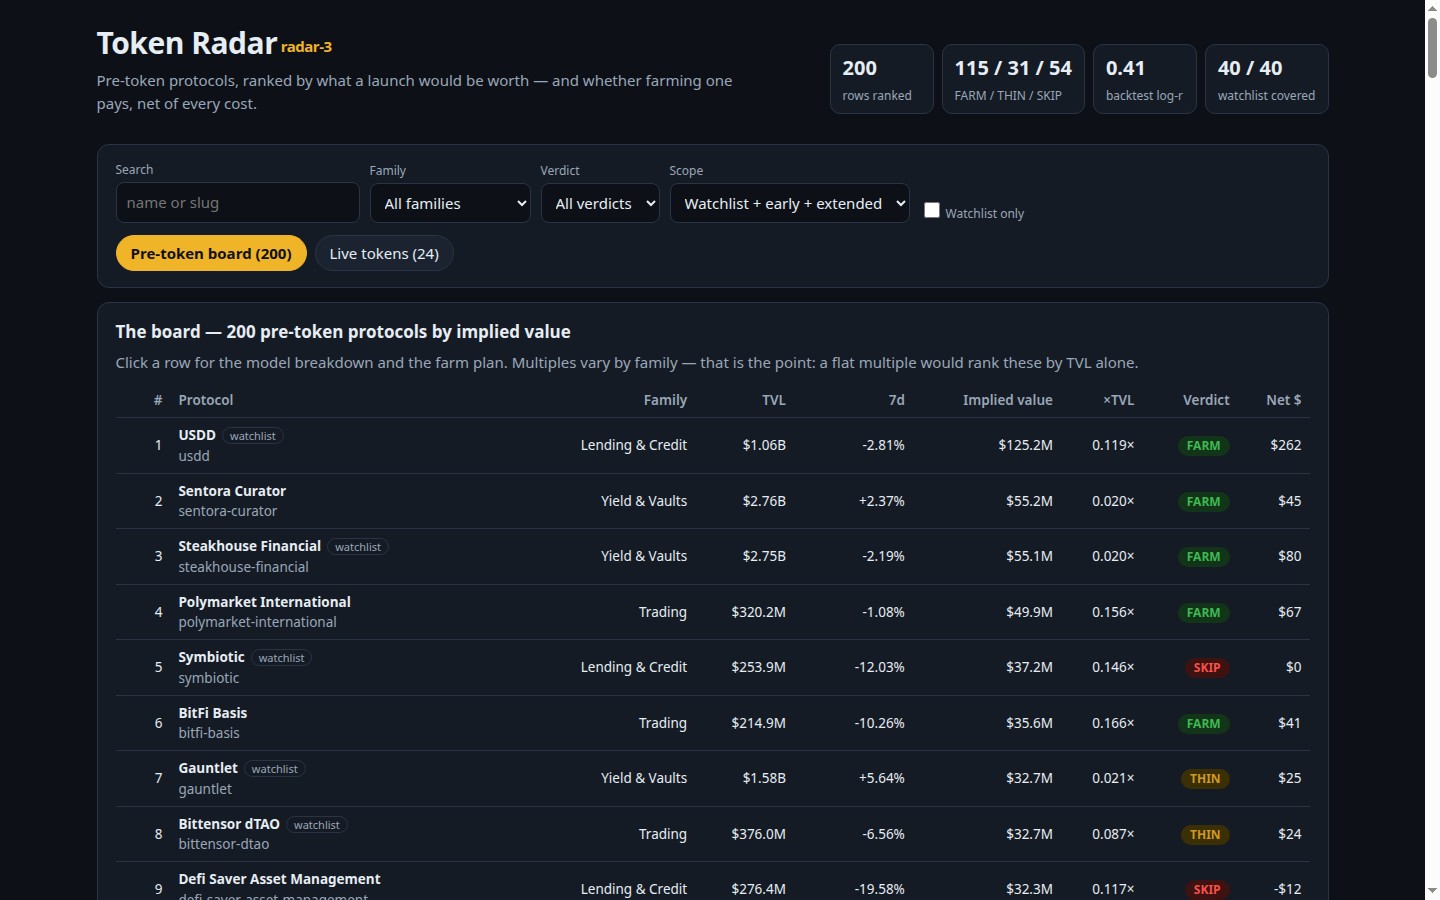 Token Radar radar-3
Pre-token protocols, ranked by what a launch would be worth — and whether farming one
pays, net of every cost.
200
rows ranked
115 / 31 / 54
FARM / THIN / SKIP
0.41
backtest log-r
40 / 40
watchlist covered
Search
name or slug
Family
All families
Verdict
All verdicts
Scope
Watchlist + early + extended
Watchlist only
Pre-token board (200)
Live tokens (24)
The board — 200 pre-token protocols by implied value
Click a row for the model breakdown and the farm plan. Multiples vary by family — that is the point: a flat multiple would rank these by TVL alone.
# Protocol Family TVL 7d Implied value ×TVL Verdict Net $
1 USDD watchlist Lending & Credit $1.06B -2.81% $125.2M 0.119× FARM $262
usdd
2 Sentora Curator Yield & Vaults $2.76B +2.37% $55.2M 0.020× FARM $45
sentora-curator
3 Steakhouse Financial watchlist Yield & Vaults $2.75B -2.19% $55.1M 0.020× FARM $80
steakhouse-financial
4 Polymarket International Trading $320.2M -1.08% $49.9M 0.156× FARM $67
polymarket-international
5 Symbiotic watchlist Lending & Credit $253.9M -12.03% $37.2M 0.146× SKIP $0
symbiotic
6 BitFi Basis Trading $214.9M -10.26% $35.6M 0.166× FARM $41
bitfi-basis
7 Gauntlet watchlist Yield & Vaults $1.58B +5.64% $32.7M 0.021× THIN $25
gauntlet
8 Bittensor dTAO watchlist Trading $376.0M -6.56% $32.7M 0.087× THIN $24
bittensor-dtao
9 Defi Saver Asset Management Lending & Credit $276.4M -19.58% $32.3M 0.117× SKIP -$12
defi-saver-asset-management